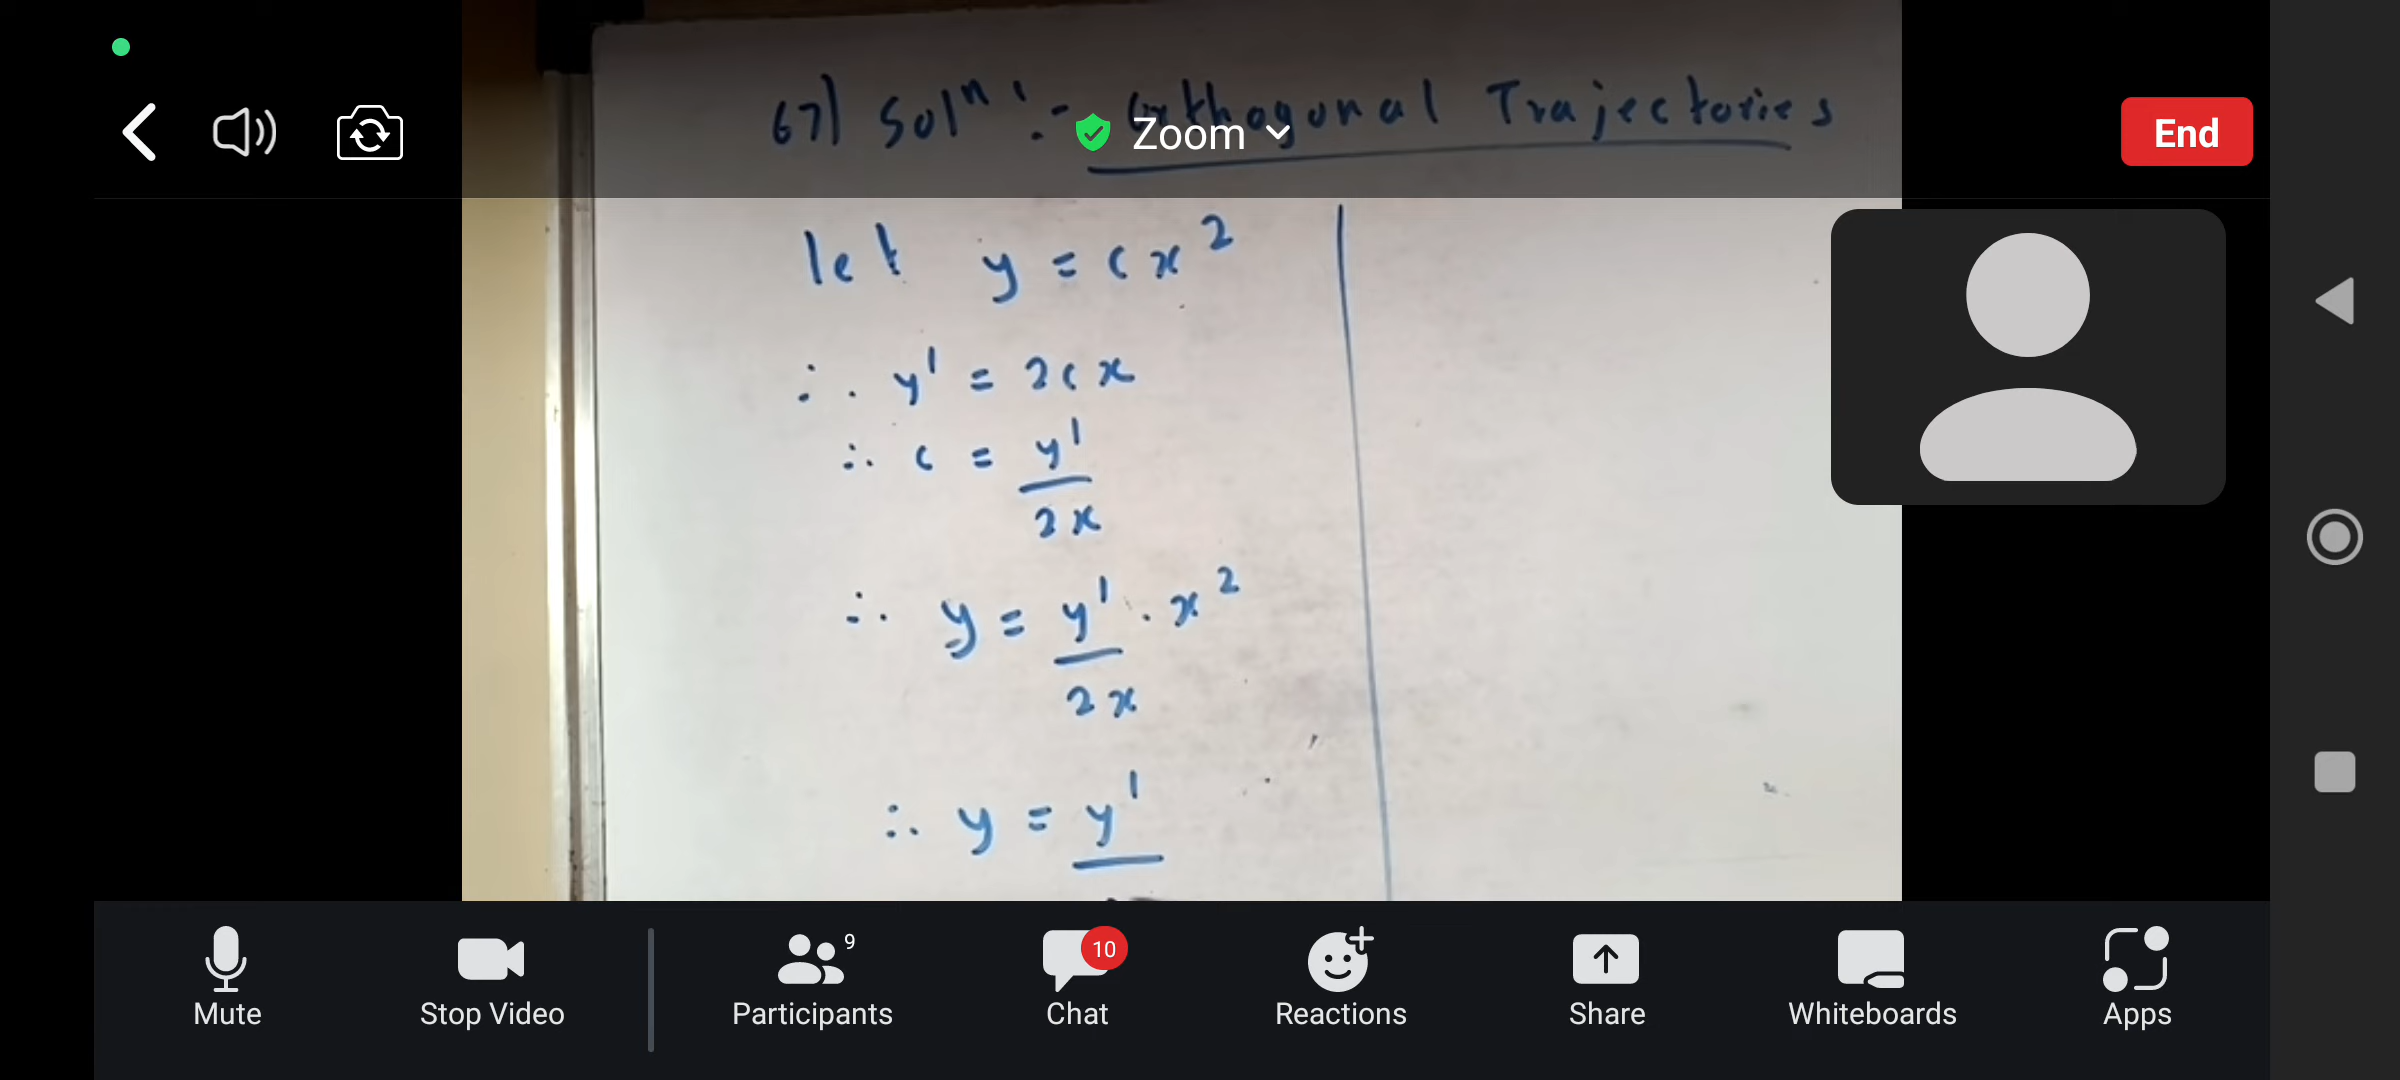 67) Solⁿ :- Orthogonal Trajectories
Zoom
End
let y = cx²
∴ y' = 2cx
∴ c = y'/2x
∴ y = y'/2x . x²
∴ y = y'
Mute
Stop Video
Participants 9
Chat 10
Reactions
Share
Whiteboards
Apps